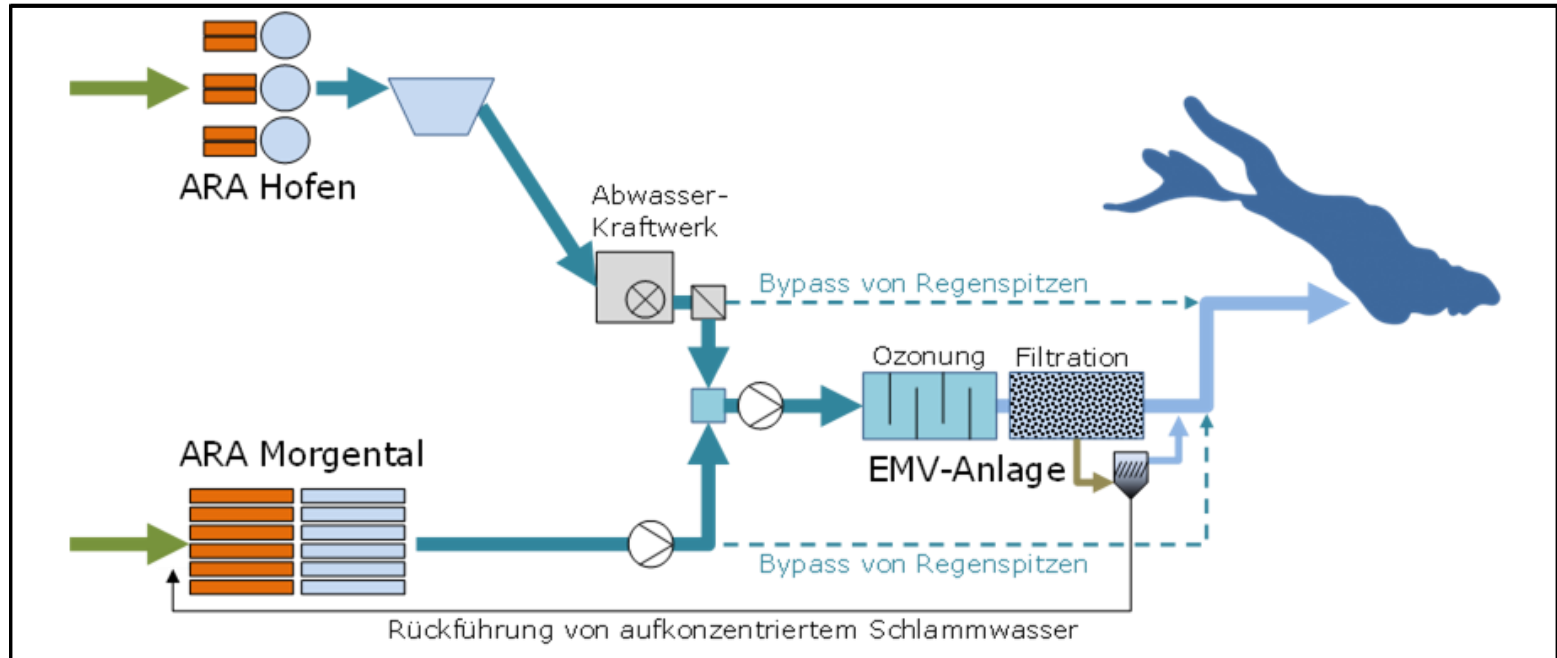 ARA Hofen
Abwasser-
Kraftwerk
Bypass von Regenspitzen
Ozonung
Filtration
ARA Morgental
EMV-Anlage
Bypass von Regenspitzen
Rückführung von aufkonzentriertem Schlammwasser